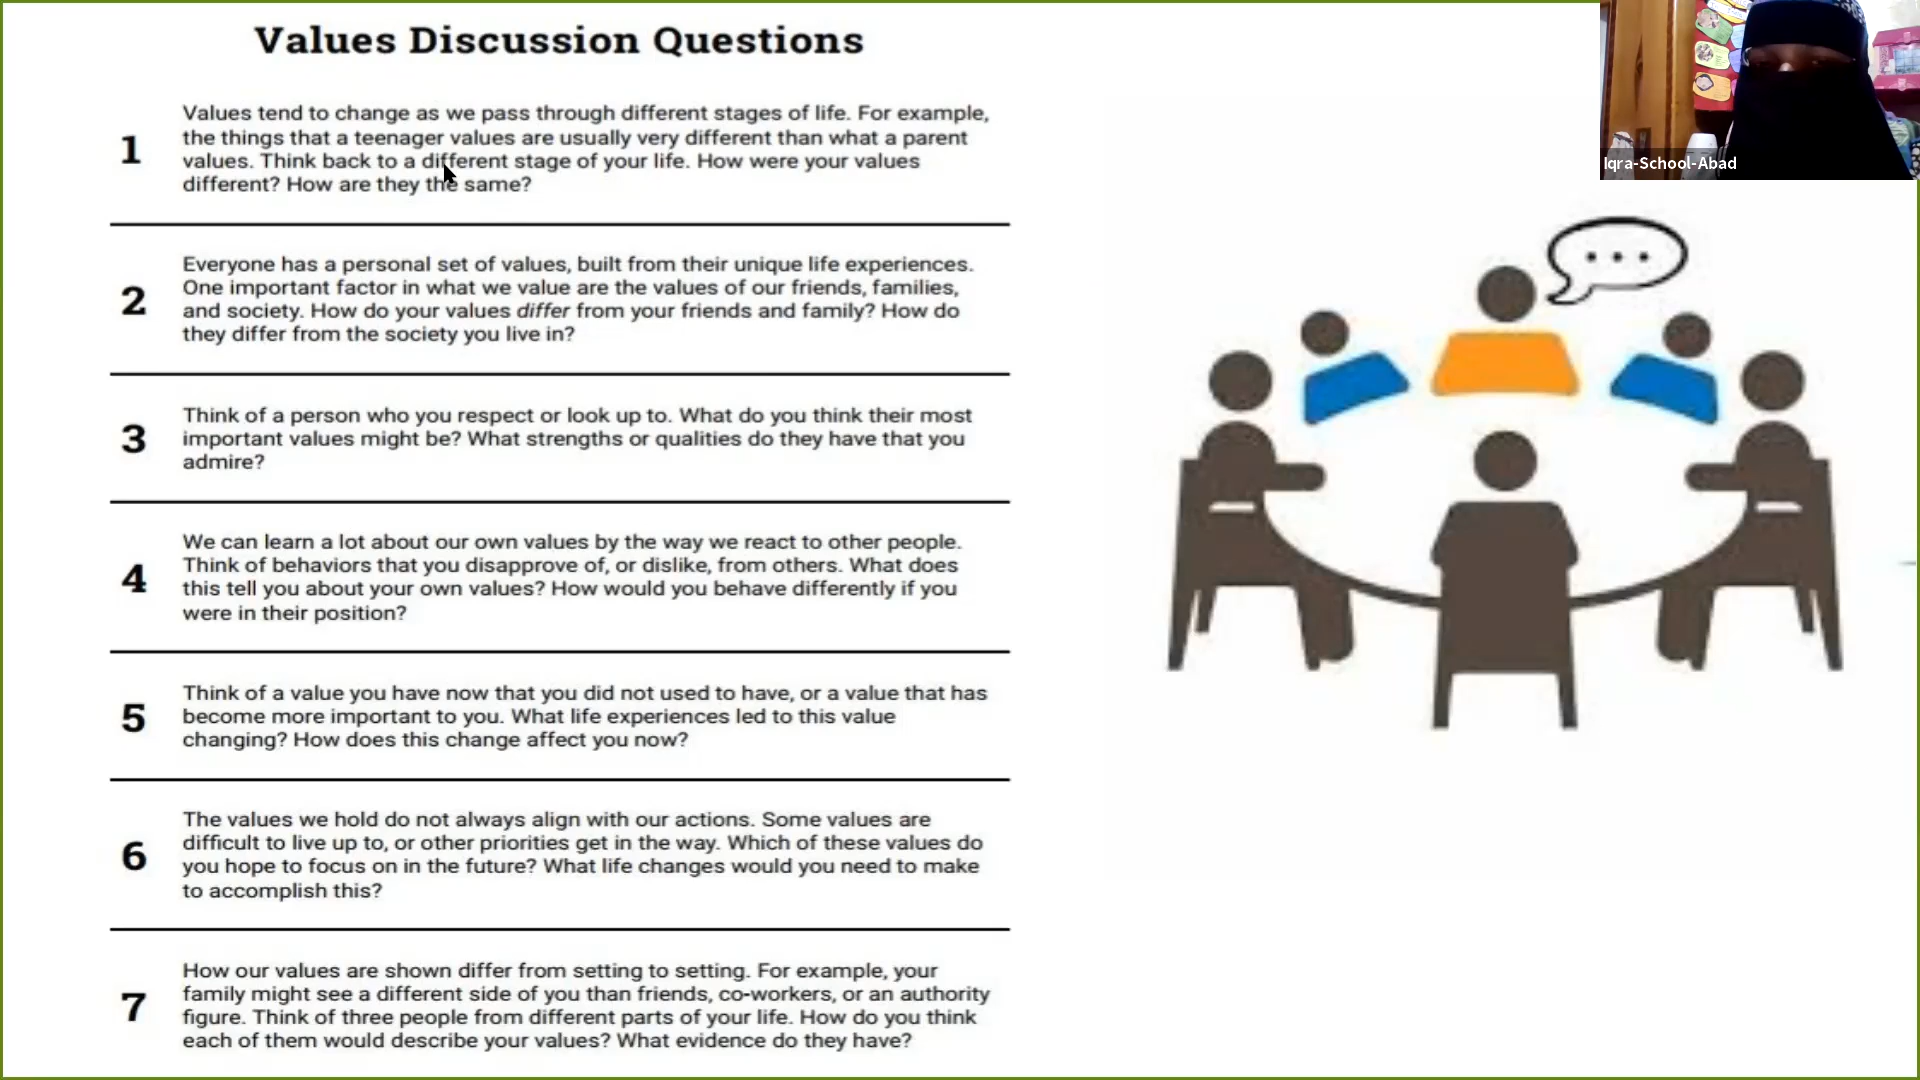 Values Discussion Questions
1
Values tend to change as we pass through different stages of life. For example,
the things that a teenager values are usually very different than what a parent
values. Think back to a different stage of your life. How were your values
different? How are they the same?
2
Everyone has a personal set of values, built from their unique life experiences.
One important factor in what we value are the values of our friends, families,
and society. How do your values differ from your friends and family? How do
they differ from the society you live in?
3
Think of a person who you respect or look up to. What do you think their most
important values might be? What strengths or qualities do they have that you
admire?
4
We can learn a lot about our own values by the way we react to other people.
Think of behaviors that you disapprove of, or dislike, from others. What does
this tell you about your own values? How would you behave differently if you
were in their position?
5
Think of a value you have now that you did not used to have, or a value that has
become more important to you. What life experiences led to this value
changing? How does this change affect you now?
6
The values we hold do not always align with our actions. Some values are
difficult to live up to, or other priorities get in the way. Which of these values do
you hope to focus on in the future? What life changes would you need to make
to accomplish this?
7
How our values are shown differ from setting to setting. For example, your
family might see a different side of you than friends, co-workers, or an authority
figure. Think of three people from different parts of your life. How do you think
each of them would describe your values? What evidence do they have?
Iqra-School-Abad